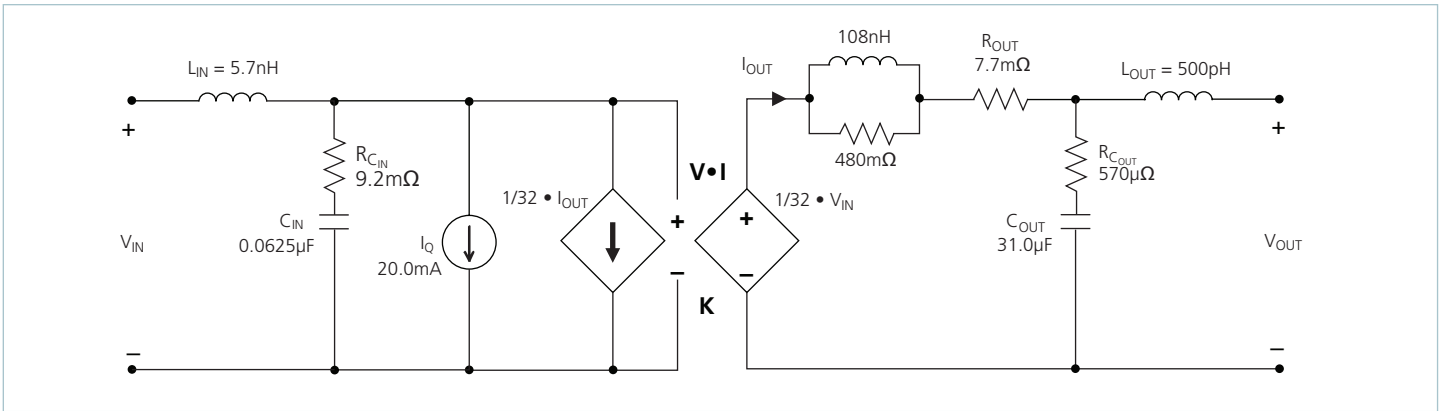 L_IN = 5.7nH
+
R_C_IN
9.2mΩ
C_IN
0.0625µF
V_IN
–
I_Q
20.0mA
1/32 • I_OUT
V•I
+
–
K
+
–
1/32 • V_IN
I_OUT
108nH
480mΩ
R_OUT
7.7mΩ
L_OUT = 500pH
R_C_OUT
570µΩ
C_OUT
31.0µF
+
V_OUT
–